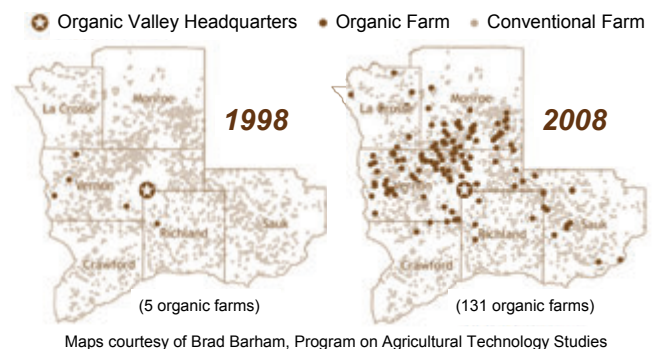 Organic Valley Headquarters Organic Farm Conventional Farm
La Crosse Monroe
1998
Vernon
Richland Sauk
Crawford
(5 organic farms)
La Crosse Monroe
2008
Vernon
Richland Sauk
Crawford
(131 organic farms)
Maps courtesy of Brad Barham, Program on Agricultural Technology Studies